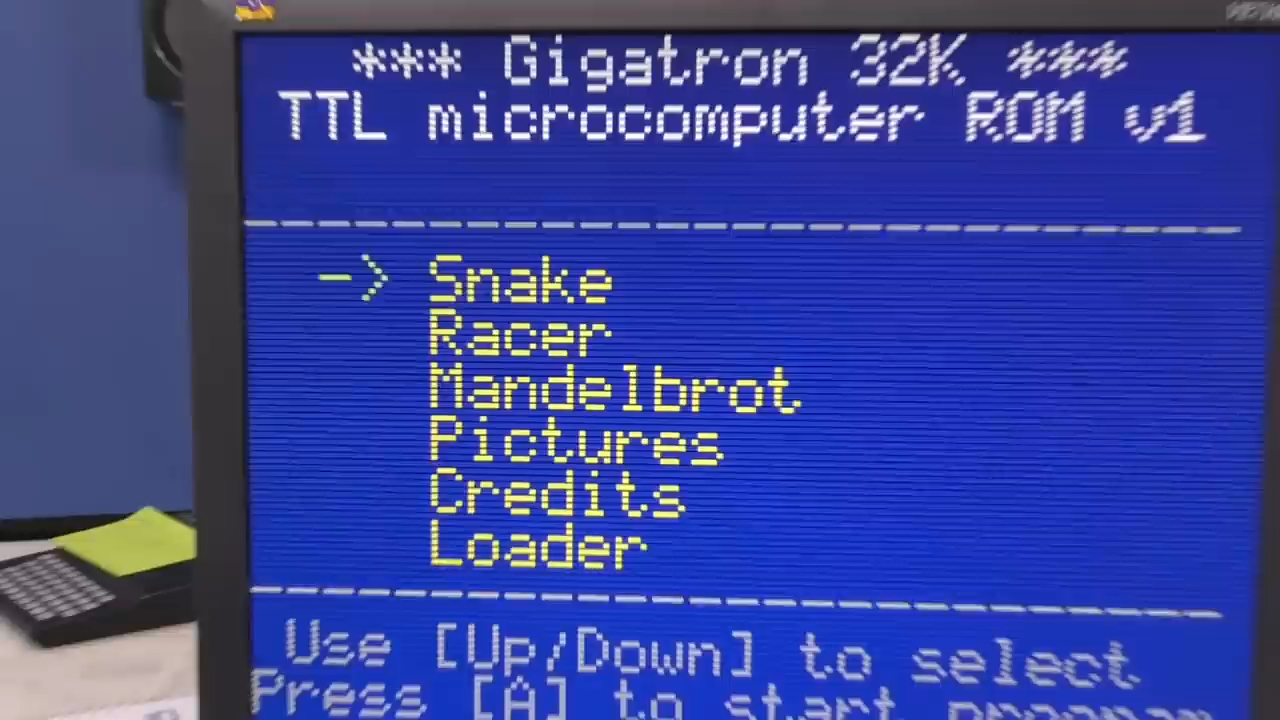 *** Gigatron 32K ***
TTL microcomputer ROM v1
-> Snake
Racer
Mandelbrot
Pictures
Credits
Loader
Use [Up/Down] to select
Press [A] to start program